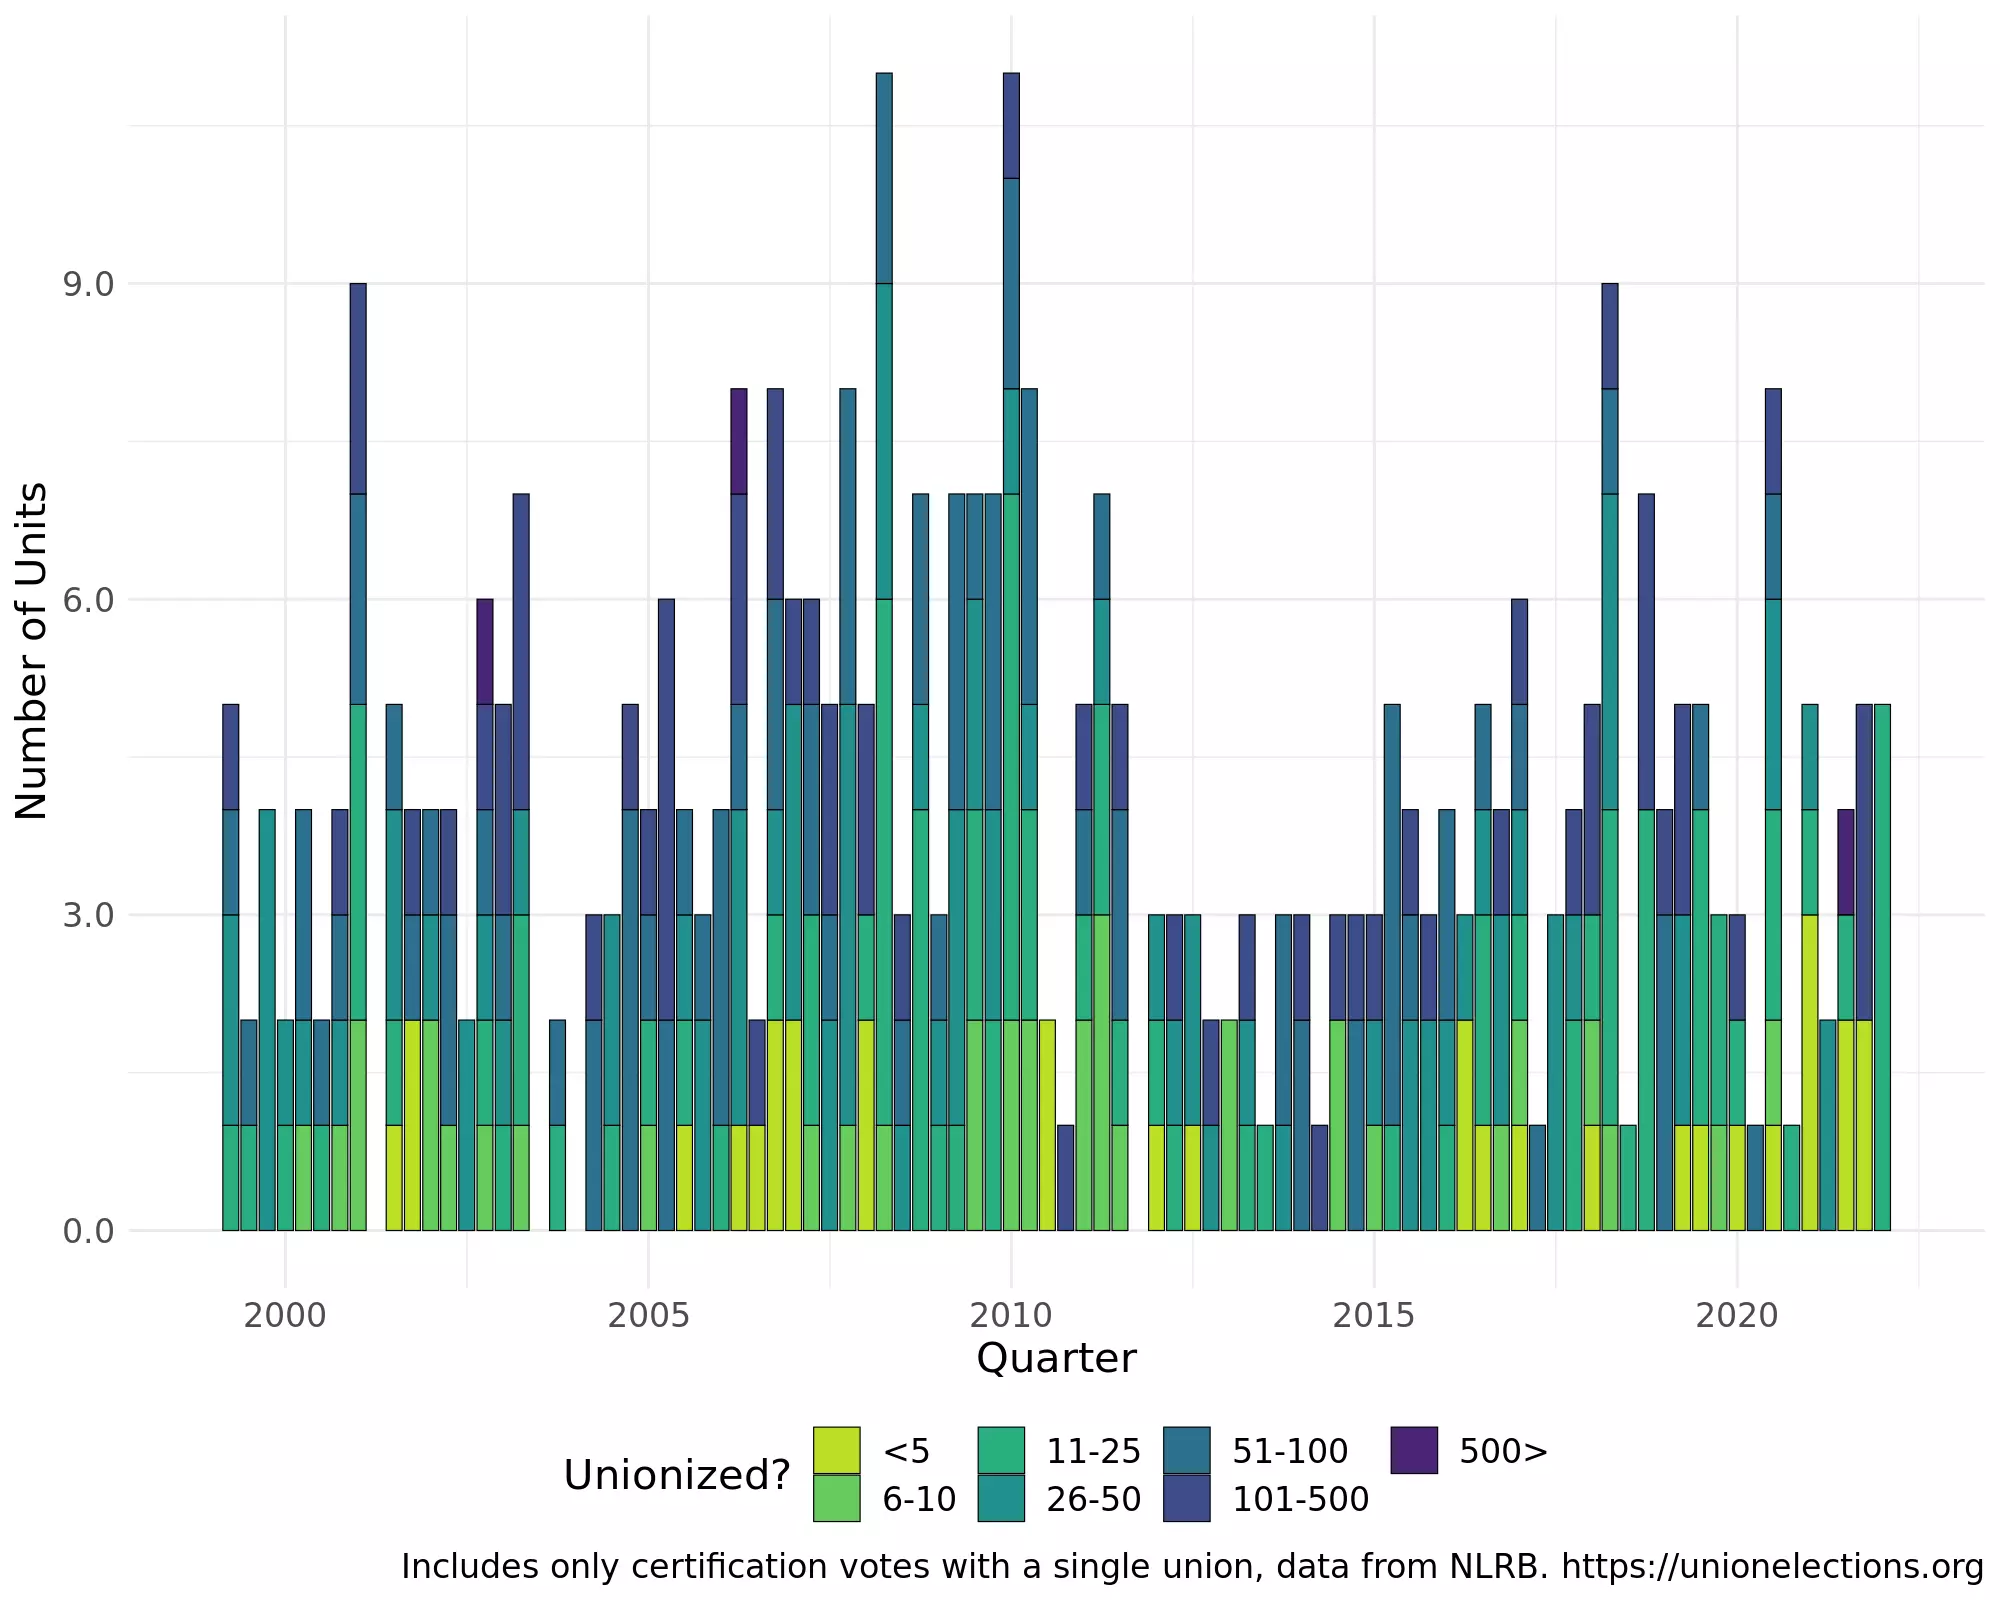 Number of Units
9.0
6.0
3.0
0.0
2000 2005 2010 2015 2020
Quarter
Unionized?
<5 11-25 51-100 500>
6-10 26-50 101-500
Includes only certification votes with a single union, data from NLRB. https://unionelections.org